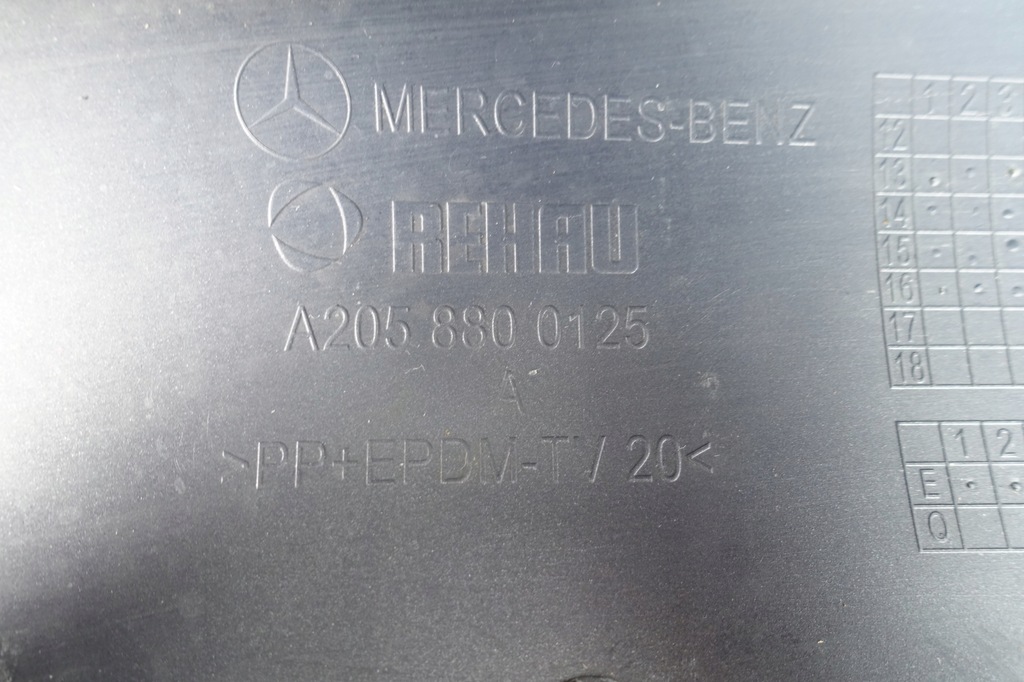 MERCEDES-BENZ
REHAU
A205 880 0125
A
>PP+EPDM-TV 20<
1 2 3
12
13
14
15
16
17
18
1 2
E
Q